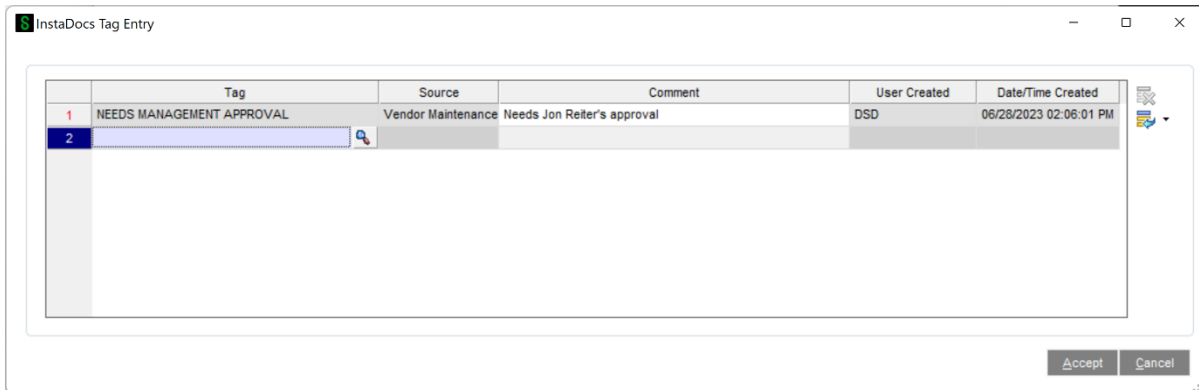 InstaDocs Tag Entry
Tag Source Comment User Created Date/Time Created
1 NEEDS MANAGEMENT APPROVAL Vendor Maintenance Needs Jon Reiter's approval DSD 06/28/2023 02:06:01 PM
2
Accept Cancel